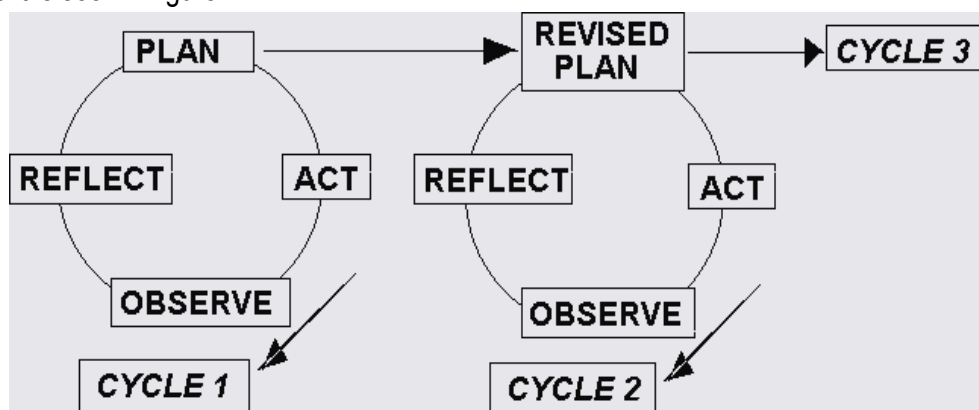 PLAN
REVISED
PLAN
CYCLE 3
REFLECT
ACT
REFLECT
ACT
OBSERVE
OBSERVE
CYCLE 1
CYCLE 2